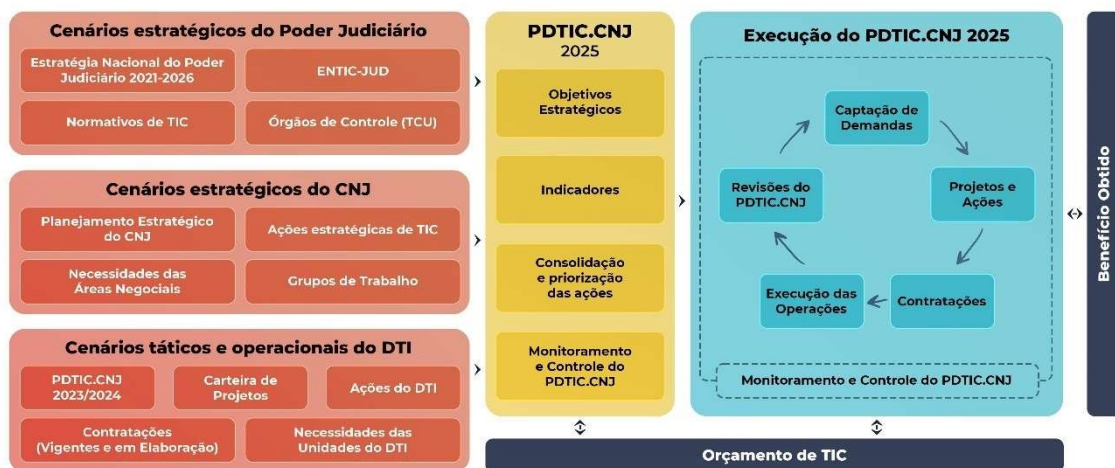 Cenários estratégicos do Poder Judiciário
Estratégia Nacional do Poder
Judiciário 2021-2026
ENTIC-JUD
Normativos de TIC
Órgãos de Controle (TCU)
Cenários estratégicos do CNJ
Planejamento Estratégico
do CNJ
Ações estratégicas de TIC
Necessidades das
Áreas Negociais
Grupos de Trabalho
Cenários táticos e operacionais do DTI
PDTIC.CNJ
2023/2024
Carteira de
Projetos
Ações do DTI
Contratações
(Vigentes e em Elaboração)
Necessidades das
Unidades do DTI
PDTIC.CNJ
2025
Objetivos
Estratégicos
Indicadores
Consolidação
e priorização
das ações
Monitoramento
e Controle do
PDTIC.CNJ
Execução do PDTIC.CNJ 2025
Captação de
Demandas
Projetos e
Ações
Contratações
Execução das
Operações
Revisões do
PDTIC.CNJ
Monitoramento e Controle do PDTIC.CNJ
Orçamento de TIC
Benefício Obtido